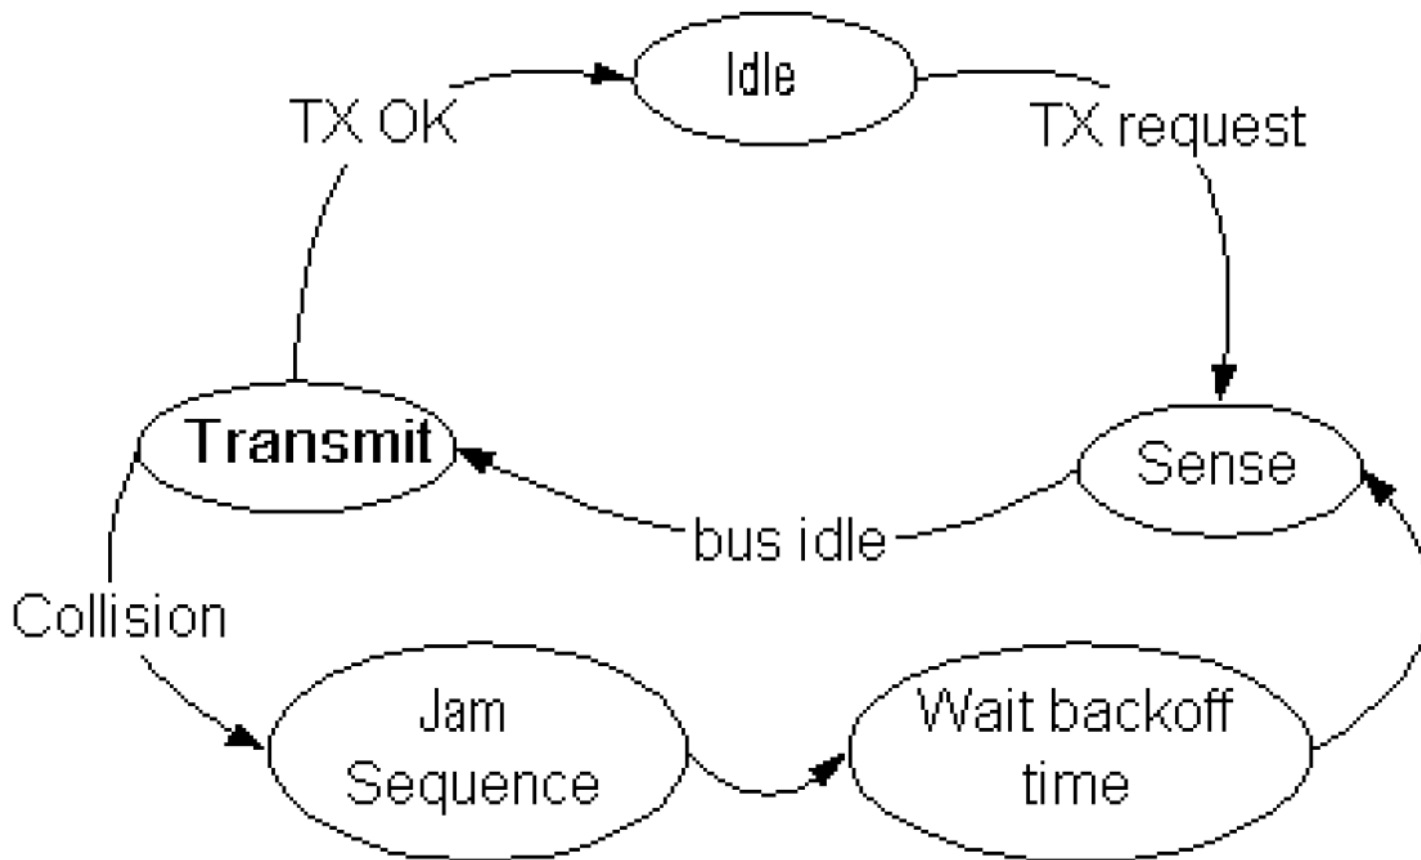 Idle
TX OK
TX request
Transmit
Sense
bus idle
Collision
Jam
Sequence
Wait backoff
time